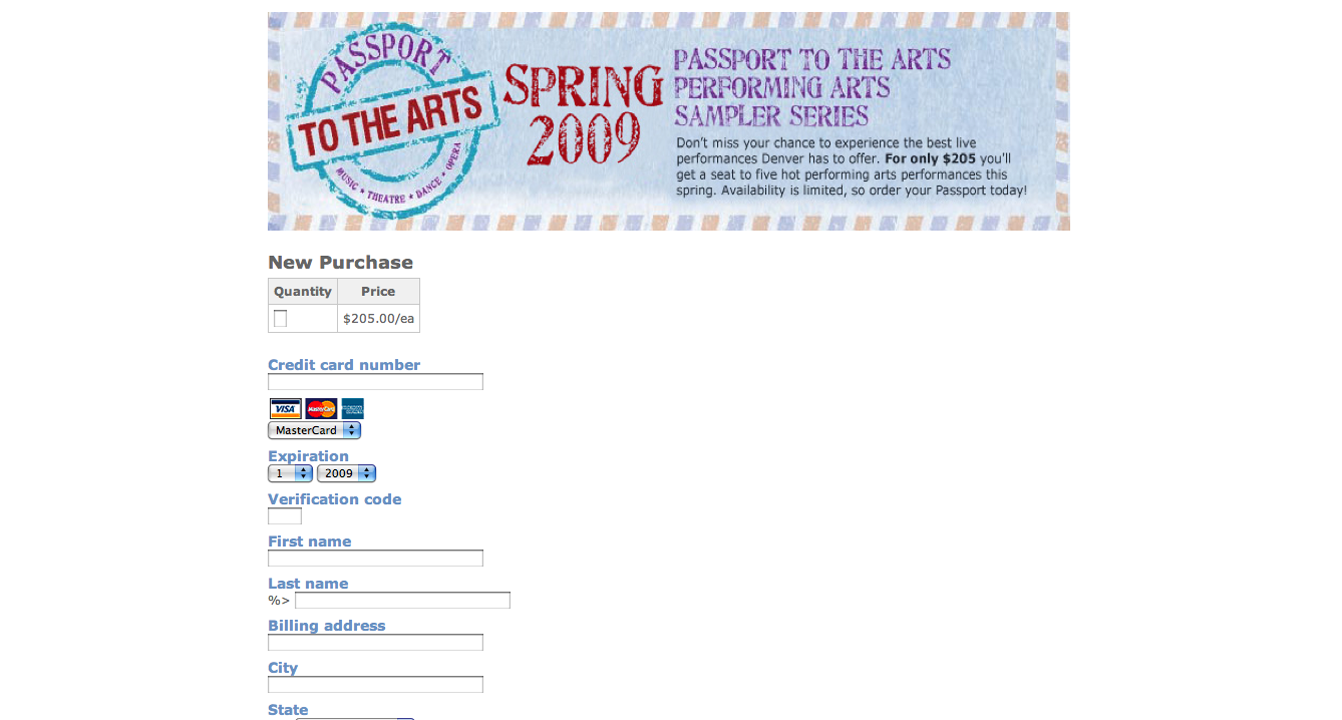 PASSPORT
TO THE ARTS
MUSIC • THEATRE • DANCE • OPERA
SPRING
2009
PASSPORT TO THE ARTS
PERFORMING ARTS
SAMPLER SERIES
Don't miss your chance to experience the best live
performances Denver has to offer. For only $205 you'll
get a seat to five hot performing arts performances this
spring. Availability is limited, so order your Passport today!
New Purchase
Quantity Price
$205.00/ea
Credit card number
VISA MasterCard
MasterCard
Expiration
1 2009
Verification code
First name
Last name
%>
Billing address
City
State